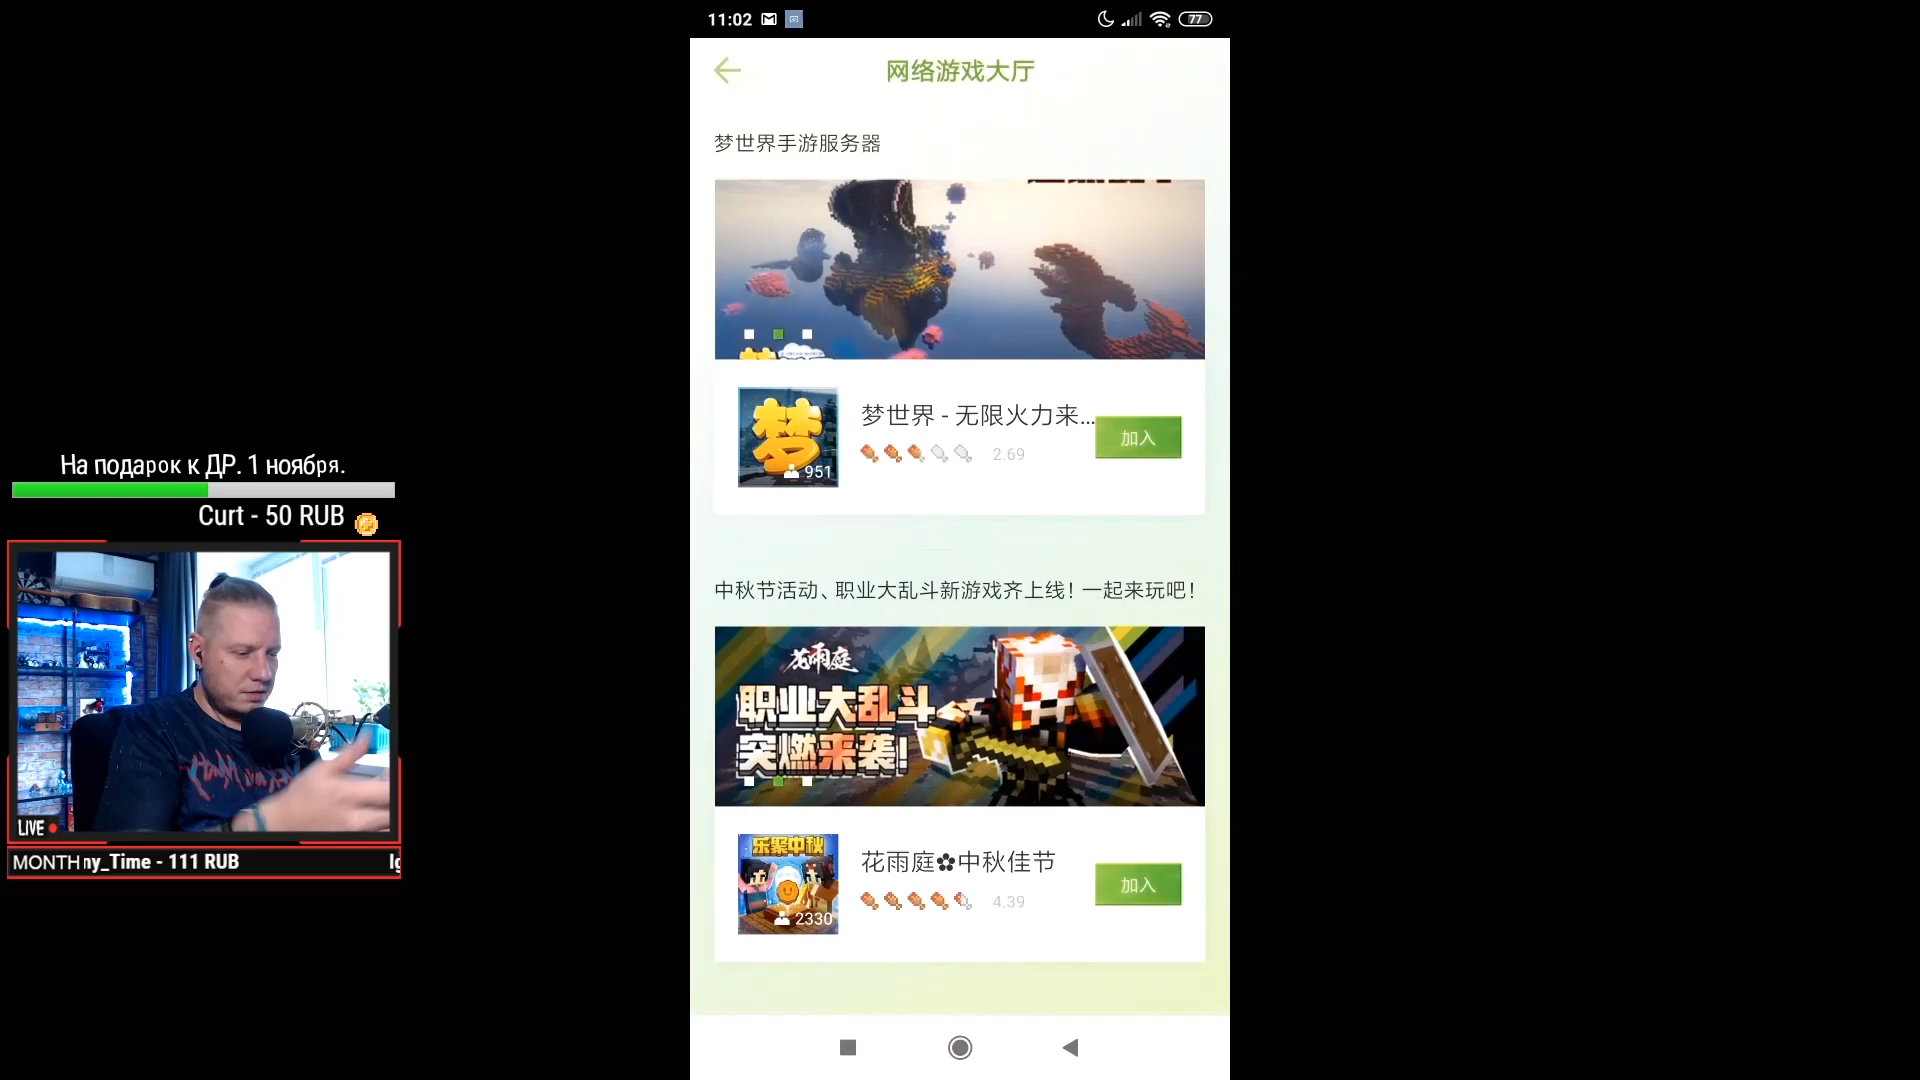 11:02
77
网络游戏大厅
梦世界手游服务器
梦
951
梦世界 - 无限火力来...
2.69
加入
中秋节活动、职业大乱斗新游戏齐上线！一起来玩吧！
花雨庭
职业大乱斗
突燃来袭!
乐聚中秋
2330
花雨庭✿中秋佳节
4.39
加入
На подарок к ДР. 1 ноября.
Curt - 50 RUB
LIVE
MONTH ny_Time - 111 RUB